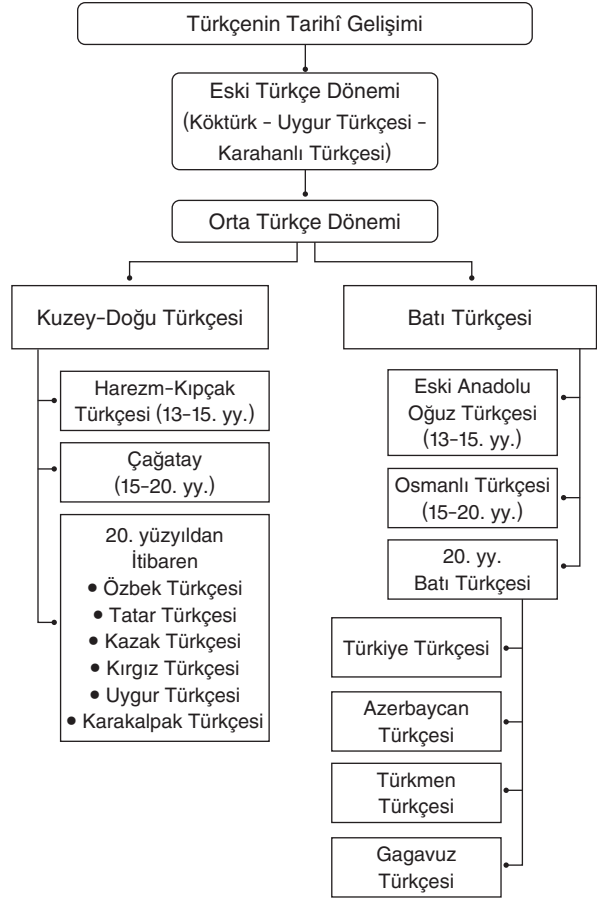 Türkçenin Tarihî Gelişimi
Eski Türkçe Dönemi
(Köktürk - Uygur Türkçesi -
Karahanlı Türkçesi)
Orta Türkçe Dönemi
Kuzey-Doğu Türkçesi
Harezm-Kıpçak
Türkçesi (13-15. yy.)
Çağatay
(15-20. yy.)
20. yüzyıldan
İtibaren
• Özbek Türkçesi
• Tatar Türkçesi
• Kazak Türkçesi
• Kırgız Türkçesi
• Uygur Türkçesi
• Karakalpak Türkçesi
Batı Türkçesi
Eski Anadolu
Oğuz Türkçesi
(13-15. yy.)
Osmanlı Türkçesi
(15-20. yy.)
20. yy.
Batı Türkçesi
Türkiye Türkçesi
Azerbaycan
Türkçesi
Türkmen
Türkçesi
Gagavuz
Türkçesi